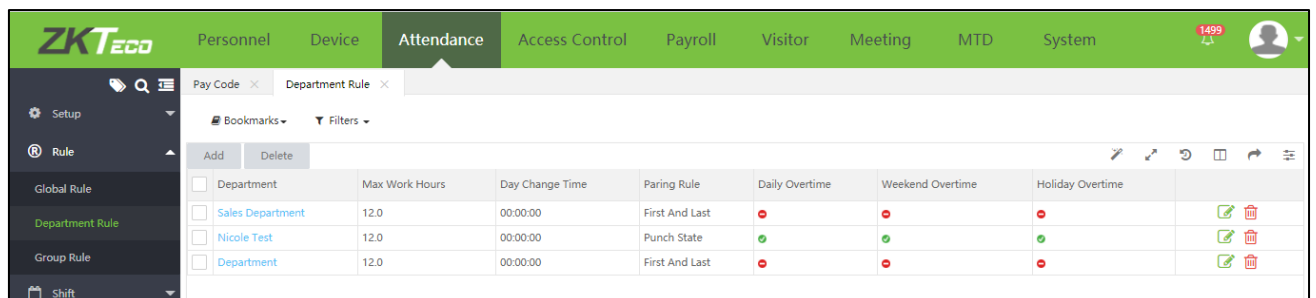 ZKTECO Personnel Device Attendance Access Control Payroll Visitor Meeting MTD System 1499
Pay Code Department Rule
Setup
Bookmarks Filters
Rule
Add Delete
Department Max Work Hours Day Change Time Paring Rule Daily Overtime Weekend Overtime Holiday Overtime
Global Rule
Sales Department 12.0 00:00:00 First And Last
Department Rule
Nicole Test 12.0 00:00:00 Punch State
Group Rule
Department 12.0 00:00:00 First And Last
Shift